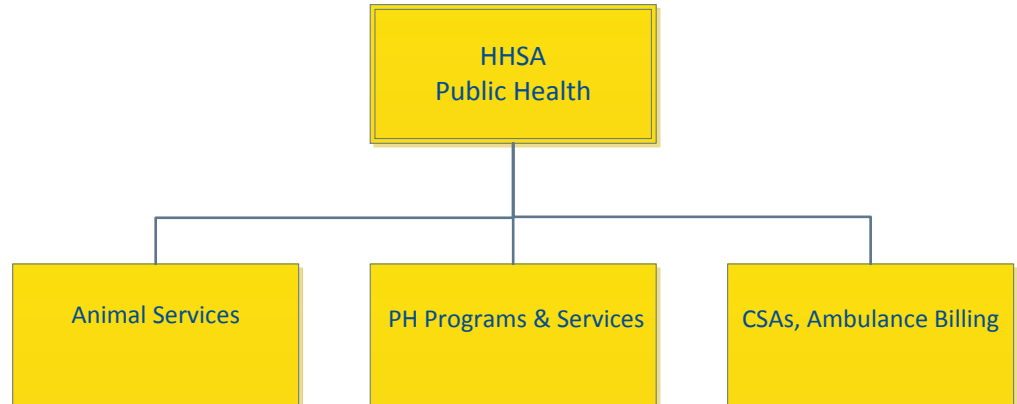 HHSA
Public Health
Animal Services
PH Programs & Services
CSAs, Ambulance Billing